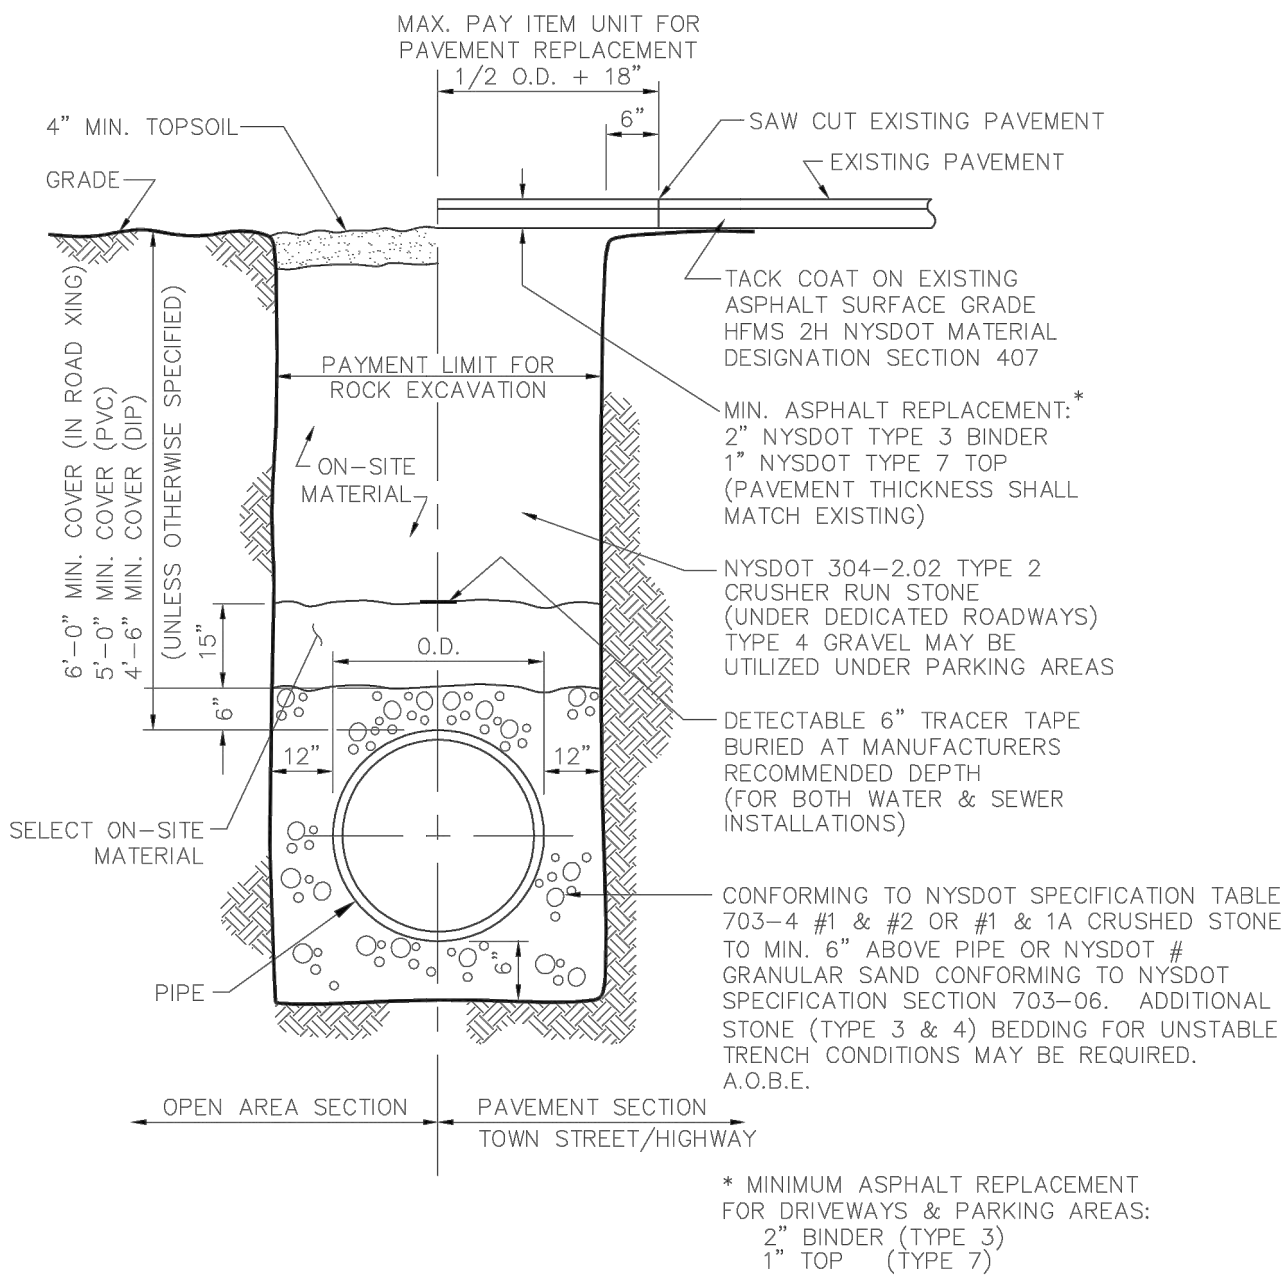 MAX. PAY ITEM UNIT FOR
PAVEMENT REPLACEMENT
1/2 O.D. + 18"
6"
4" MIN. TOPSOIL
GRADE
SAW CUT EXISTING PAVEMENT
EXISTING PAVEMENT
TACK COAT ON EXISTING
ASPHALT SURFACE GRADE
HFMS 2H NYSDOT MATERIAL
DESIGNATION SECTION 407
PAYMENT LIMIT FOR
ROCK EXCAVATION
MIN. ASPHALT REPLACEMENT:*
2" NYSDOT TYPE 3 BINDER
1" NYSDOT TYPE 7 TOP
(PAVEMENT THICKNESS SHALL
MATCH EXISTING)
6'-0" MIN. COVER (IN ROAD XING)
5'-0" MIN. COVER (PVC)
4'-6" MIN. COVER (DIP)
(UNLESS OTHERWISE SPECIFIED)
ON-SITE
MATERIAL
NYSDOT 304-2.02 TYPE 2
CRUSHER RUN STONE
(UNDER DEDICATED ROADWAYS)
TYPE 4 GRAVEL MAY BE
UTILIZED UNDER PARKING AREAS
15"
O.D.
6"
12"
12"
DETECTABLE 6" TRACER TAPE
BURIED AT MANUFACTURERS
RECOMMENDED DEPTH
(FOR BOTH WATER & SEWER
INSTALLATIONS)
SELECT ON-SITE
MATERIAL
CONFORMING TO NYSDOT SPECIFICATION TABLE
703-4 #1 & #2 OR #1 & 1A CRUSHED STONE
TO MIN. 6" ABOVE PIPE OR NYSDOT #
GRANULAR SAND CONFORMING TO NYSDOT
SPECIFICATION SECTION 703-06. ADDITIONAL
STONE (TYPE 3 & 4) BEDDING FOR UNSTABLE
TRENCH CONDITIONS MAY BE REQUIRED.
A.O.B.E.
6"
PIPE
OPEN AREA SECTION
PAVEMENT SECTION
TOWN STREET/HIGHWAY
* MINIMUM ASPHALT REPLACEMENT
FOR DRIVEWAYS & PARKING AREAS:
2" BINDER (TYPE 3)
1" TOP (TYPE 7)